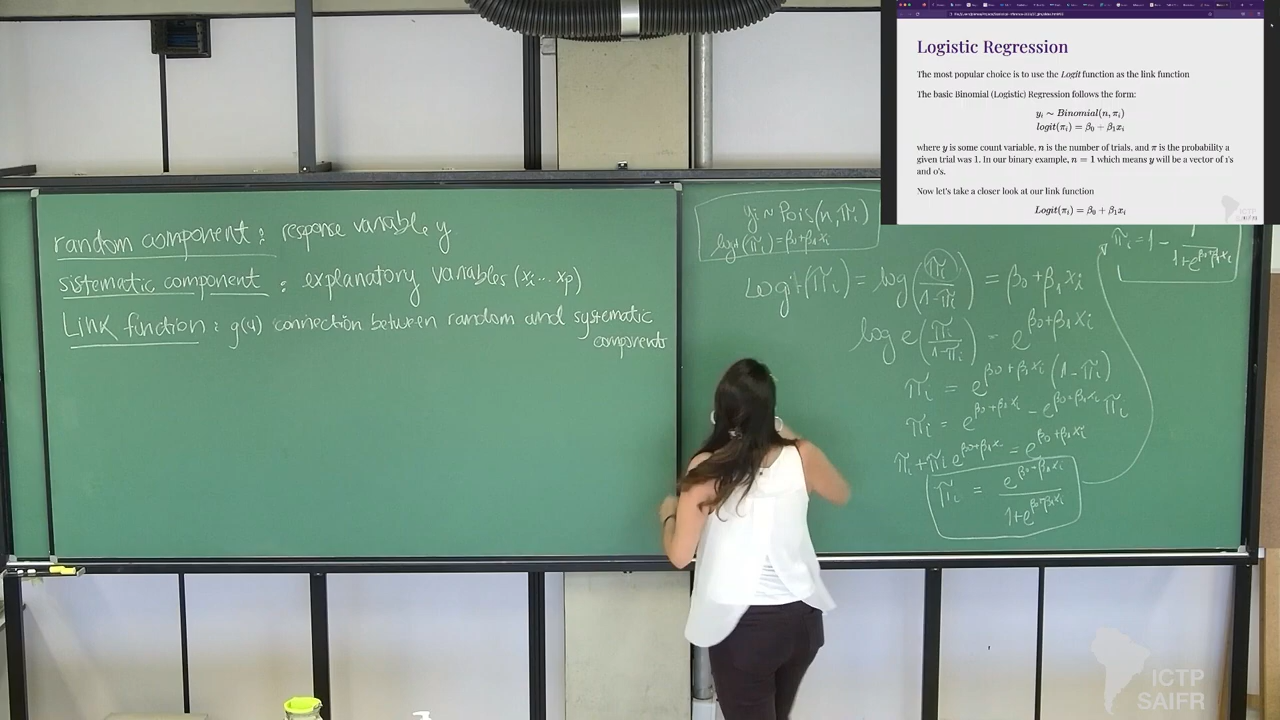 random component : response variable y
sistematic component : explanatory variables (xi... xp)
Link function : g(u) connection between random and systematic
components
yi ~ Pois(n, πi)
logit(πi) = β0+β1xi
Logit(πi) = log(πi/1-πi) = β0+β1xi
log e(πi/1-πi) = e^β0+β1xi
πi = e^β0+β1xi (1-πi)
πi = e^β0+β1xi - e^β0+β1xi πi
πi+πi e^β0+β1xi = e^β0+β1xi
πi = e^β0+β1xi/1+e^β0+β1xi
πi = 1 - 1/1+e^β0+β1xi
Logistic Regression
The most popular choice is to use the Logit function as the link function
The basic Binomial (Logistic) Regression follows the form:
yi ~ Binomial(n, πi)
logit(πi) = β0 + β1xi
where y is some count variable, n is the number of trials, and π is the probability a
given trial was 1. In our binary example, n = 1 which means y will be a vector of 1's
and 0's.
Now let's take a closer look at our link function
Logit(πi) = β0 + β1xi
ICTP
SAIFR